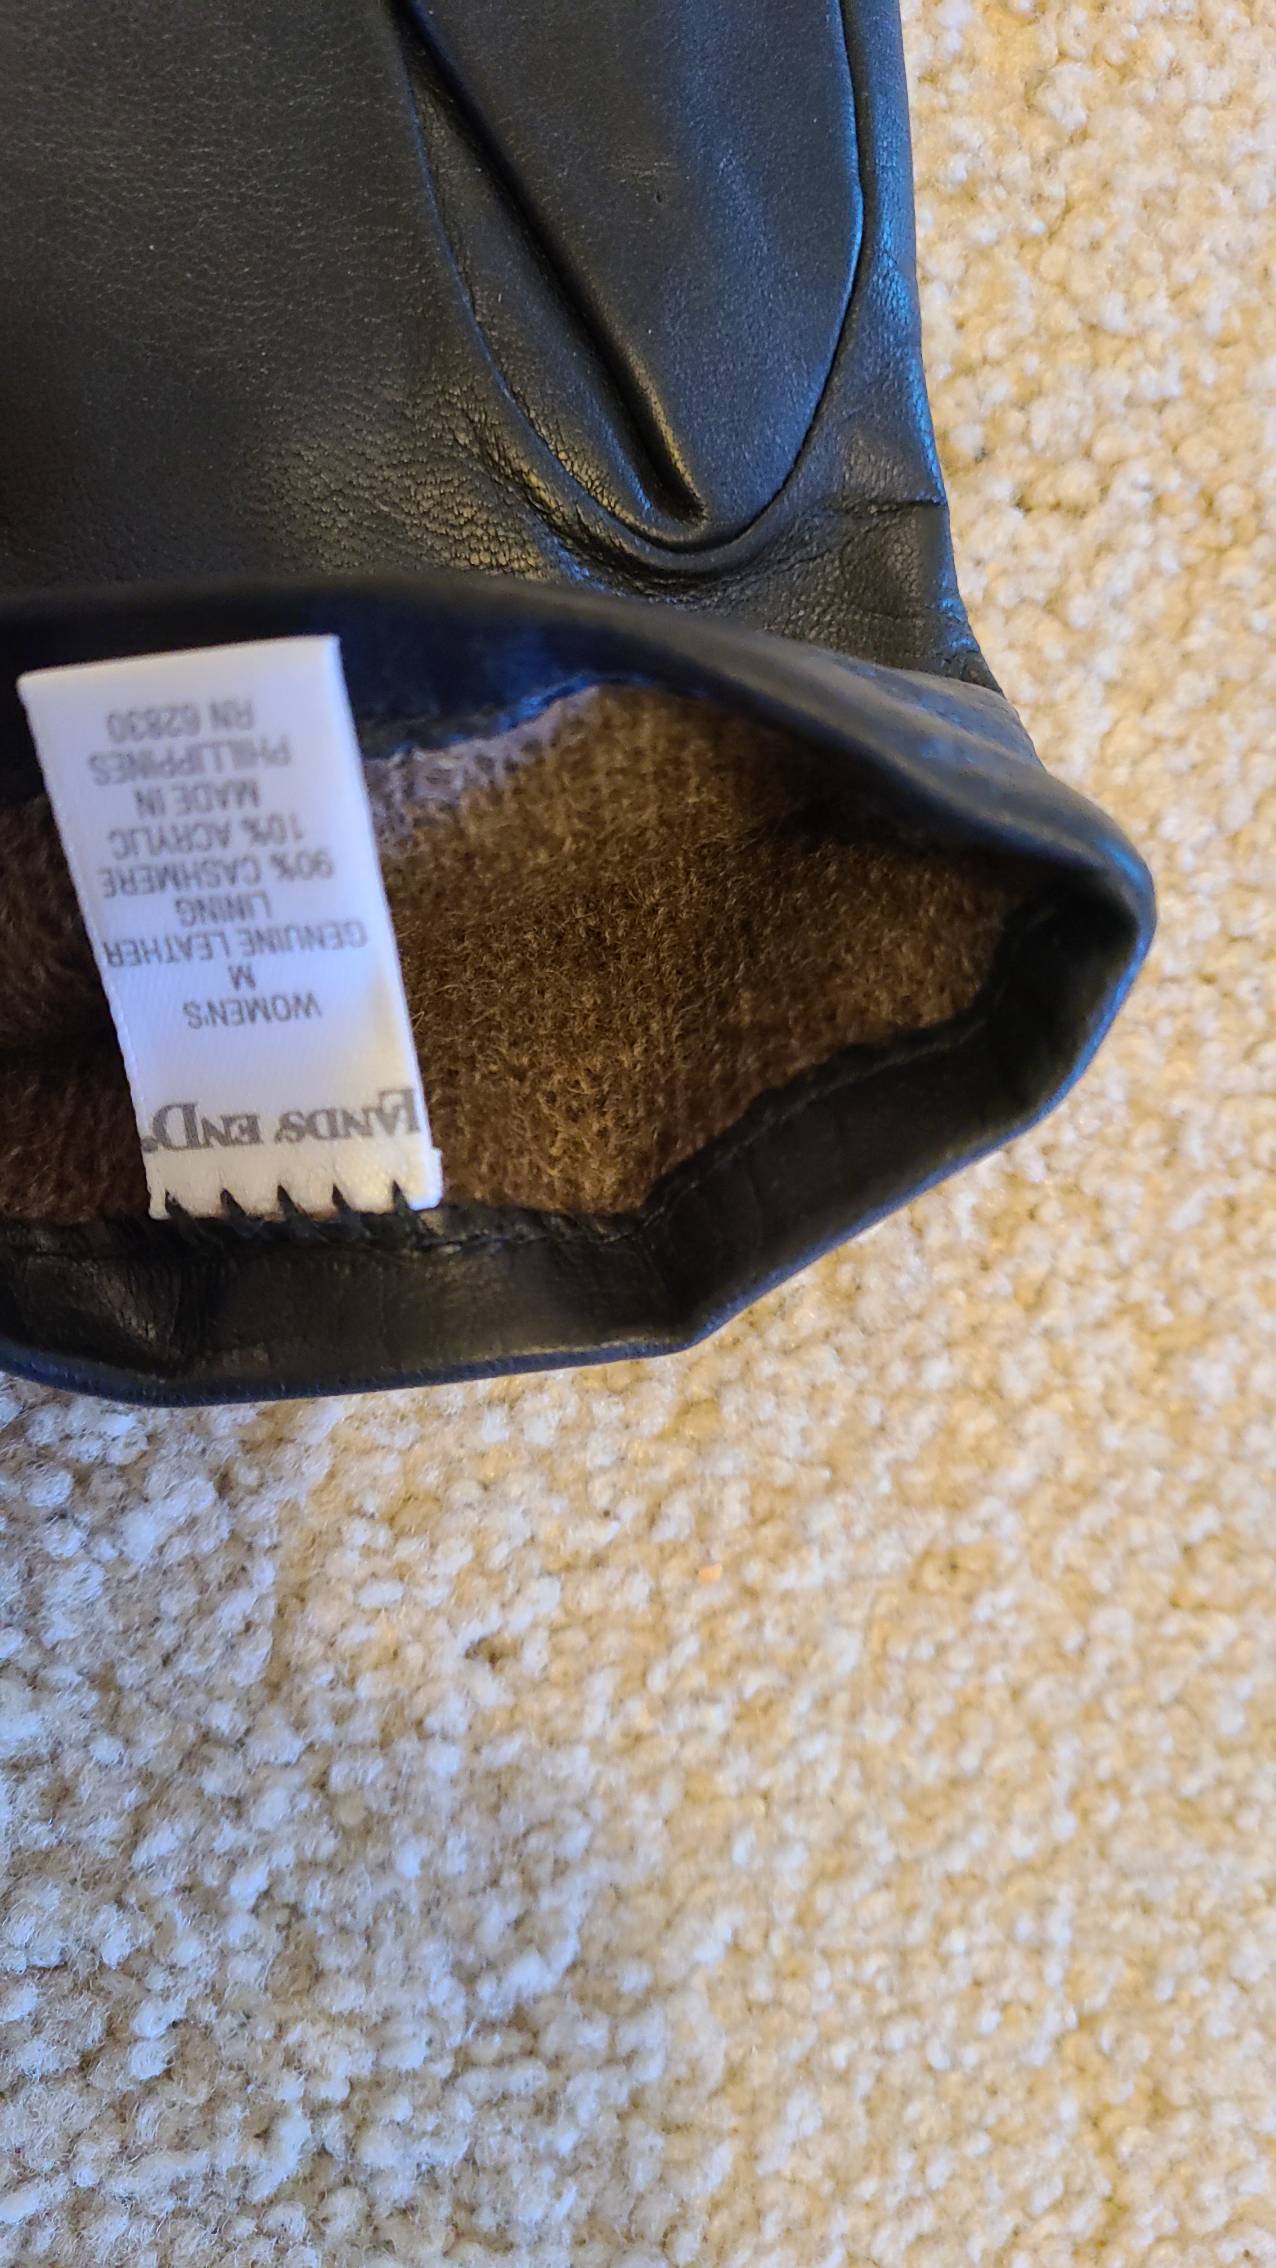 LANDS' END®
WOMEN'S
M
GENUINE LEATHER
LINING
90% CASHMERE
10% ACRYLIC
MADE IN
PHILLIPPINES
RN 62830